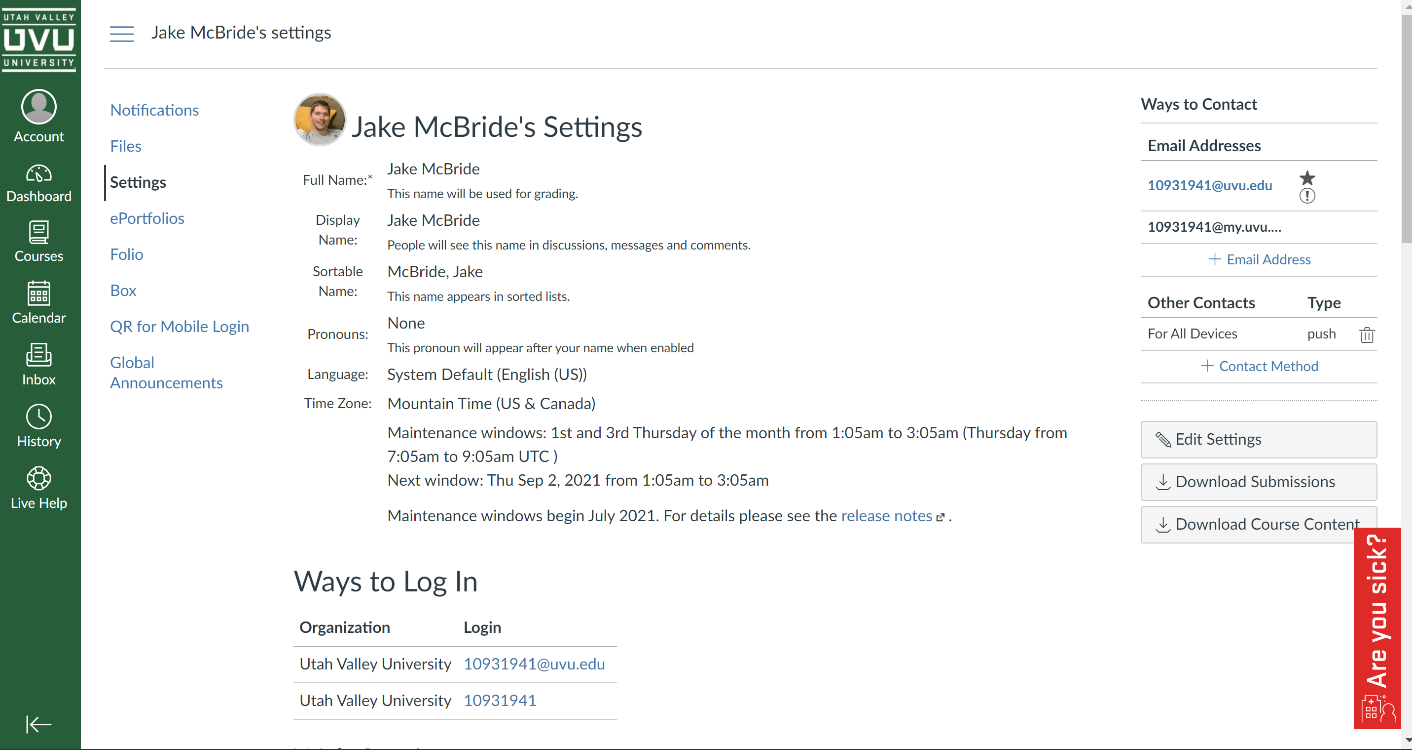 UTAH VALLEY
UVU
UNIVERSITY
Account
Dashboard
Courses
Calendar
Inbox
History
Live Help
Jake McBride's settings
Notifications
Files
Settings
ePortfolios
Folio
Box
QR for Mobile Login
Global
Announcements
Jake McBride's Settings
Full Name:* Jake McBride
This name will be used for grading.
Display Name: Jake McBride
People will see this name in discussions, messages and comments.
Sortable Name: McBride, Jake
This name appears in sorted lists.
Pronouns: None
This pronoun will appear after your name when enabled
Language: System Default (English (US))
Time Zone: Mountain Time (US & Canada)
Maintenance windows: 1st and 3rd Thursday of the month from 1:05am to 3:05am (Thursday from
7:05am to 9:05am UTC )
Next window: Thu Sep 2, 2021 from 1:05am to 3:05am
Maintenance windows begin July 2021. For details please see the release notes .
Ways to Log In
Organization Login
Utah Valley University 10931941@uvu.edu
Utah Valley University 10931941
Ways to Contact
Email Addresses
10931941@uvu.edu
10931941@my.uvu....
+ Email Address
Other Contacts Type
For All Devices push
+ Contact Method
Edit Settings
Download Submissions
Download Course Content
Are you sick?